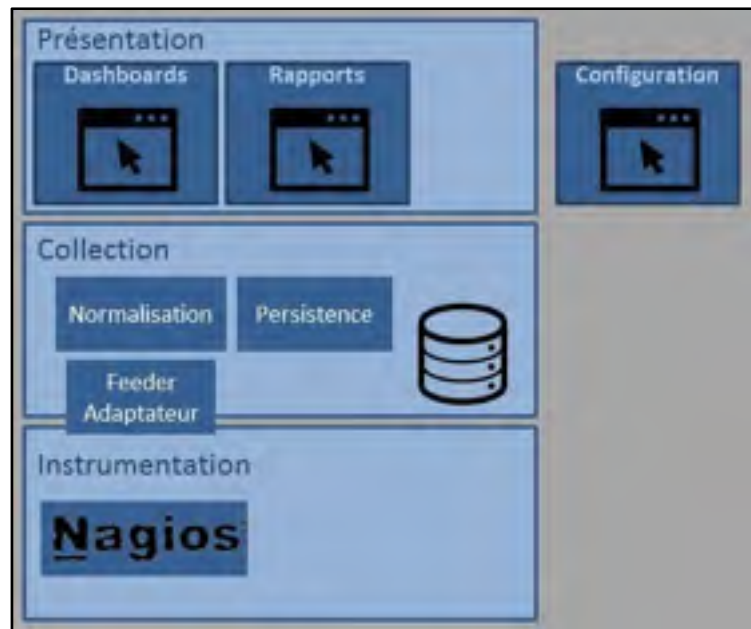 Présentation
Dashboards
Rapports
Configuration
Collection
Normalisation
Persistence
Feeder
Adaptateur
Instrumentation
Nagios